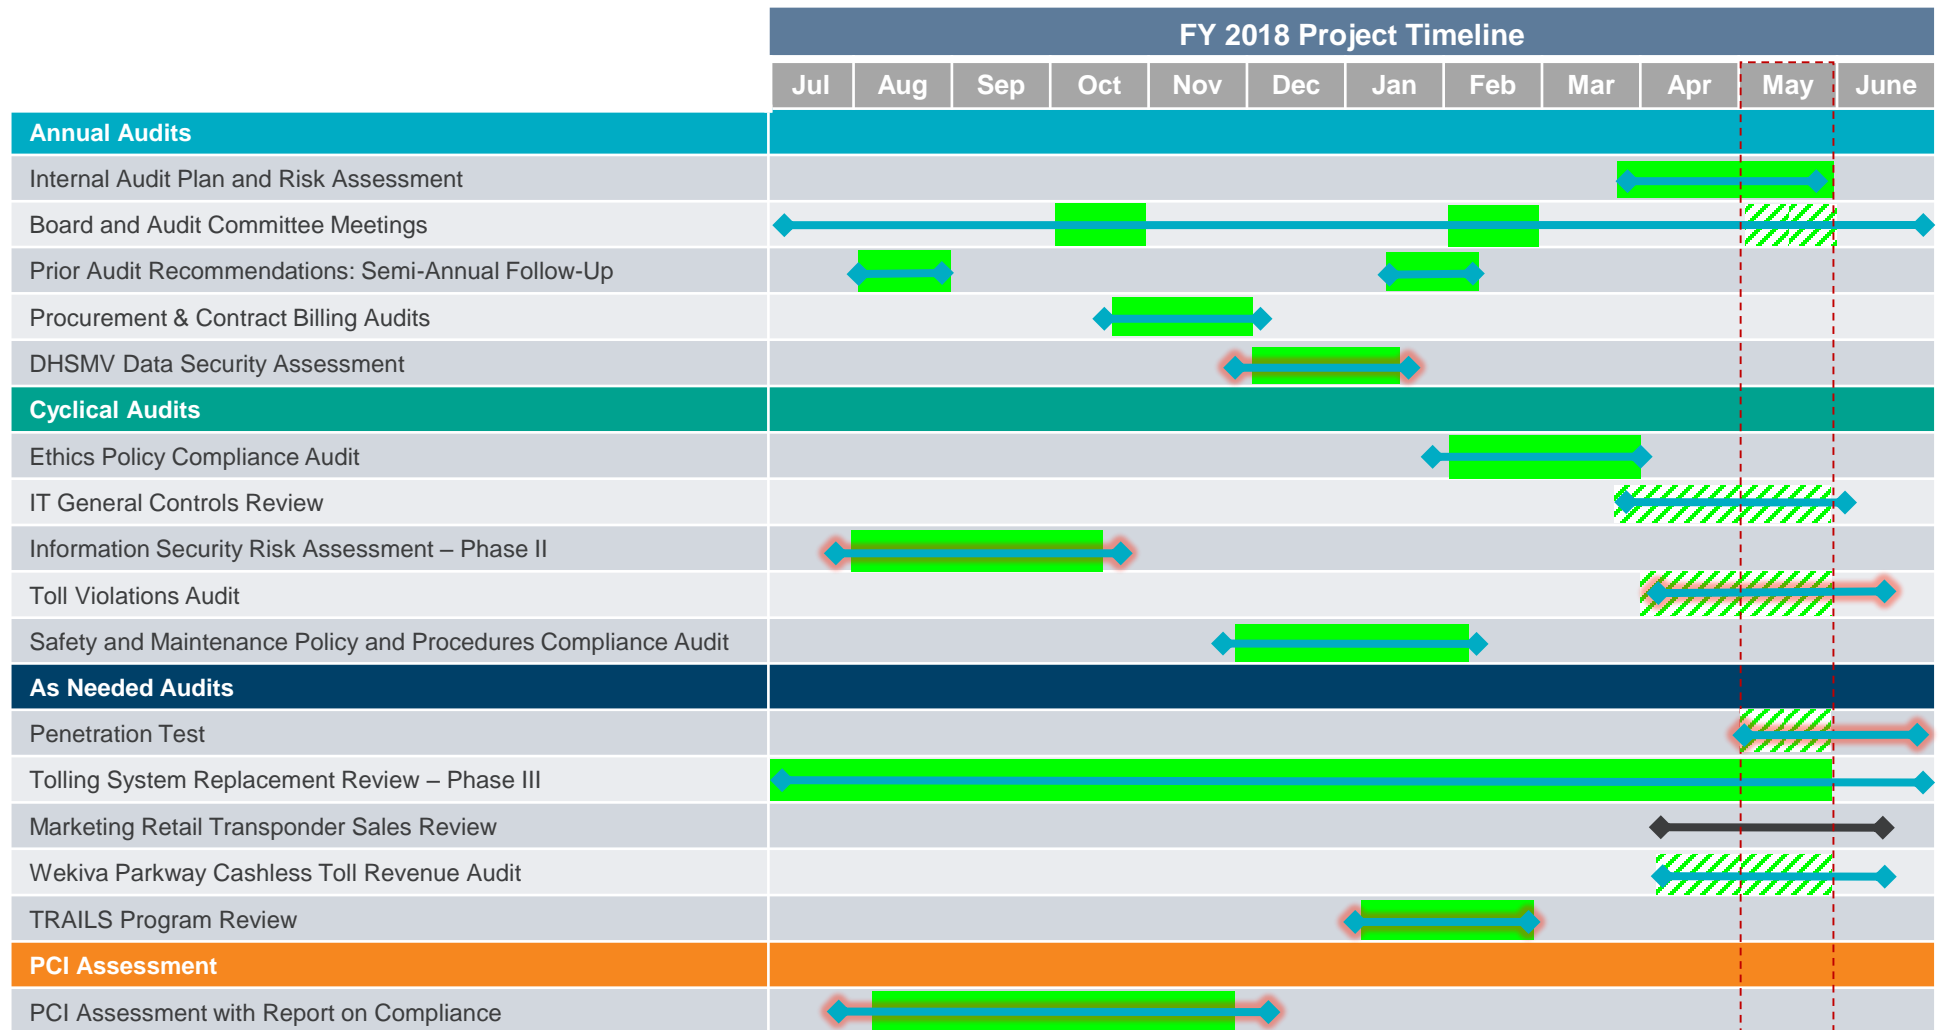 FY 2018 Project Timeline
Jul Aug Sep Oct Nov Dec Jan Feb Mar Apr May June
Annual Audits
Internal Audit Plan and Risk Assessment
Board and Audit Committee Meetings
Prior Audit Recommendations: Semi-Annual Follow-Up
Procurement & Contract Billing Audits
DHSMV Data Security Assessment
Cyclical Audits
Ethics Policy Compliance Audit
IT General Controls Review
Information Security Risk Assessment – Phase II
Toll Violations Audit
Safety and Maintenance Policy and Procedures Compliance Audit
As Needed Audits
Penetration Test
Tolling System Replacement Review – Phase III
Marketing Retail Transponder Sales Review
Wekiva Parkway Cashless Toll Revenue Audit
TRAILS Program Review
PCI Assessment
PCI Assessment with Report on Compliance